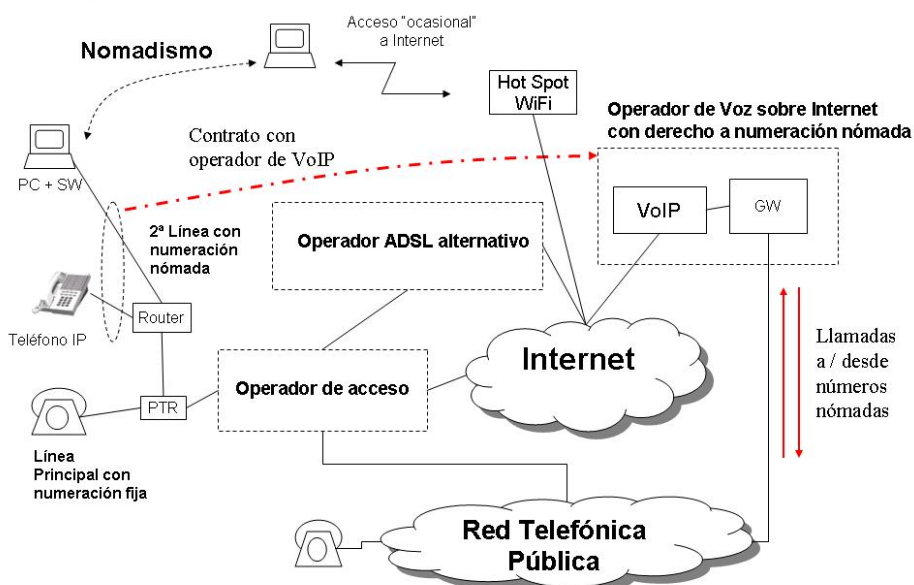 Acceso "ocasional"
a Internet
Nomadismo
Hot Spot
WiFi
Operador de Voz sobre Internet
con derecho a numeración nómada
Contrato con
operador de VoIP
PC + SW
VoIP
GW
2ª Línea con
numeración
nómada
Operador ADSL alternativo
Router
Teléfono IP
Internet
Llamadas
a / desde
números
nómadas
Operador de acceso
PTR
Línea
Principal con
numeración fija
Red Telefónica
Pública